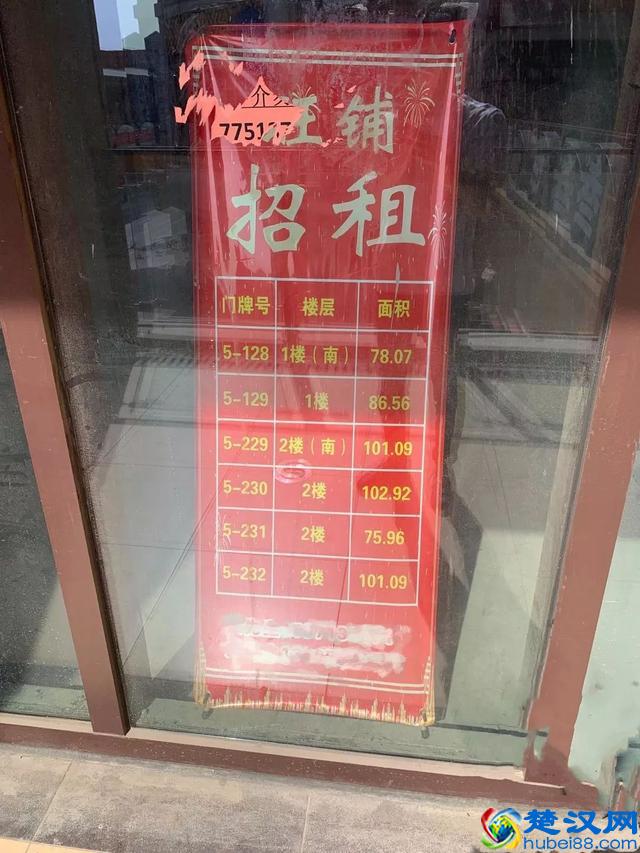 介
77513
旺铺
招租
门牌号 楼层 面积
5-128 1楼（南） 78.07
5-129 1楼 86.56
5-229 2楼（南） 101.09
5-230 2楼 102.92
5-231 2楼 75.96
5-232 2楼 101.09
楚汉网
hubei88.com